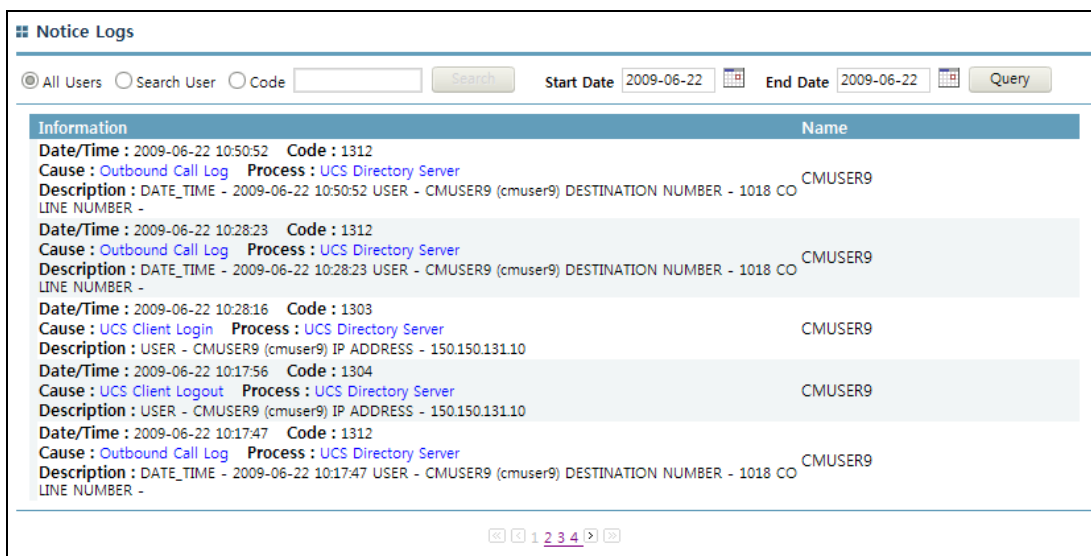 Notice Logs
All Users Search User Code Search Start Date 2009-06-22 End Date 2009-06-22 Query
Information Name
Date/Time : 2009-06-22 10:50:52 Code : 1312
Cause : Outbound Call Log Process : UCS Directory Server
Description : DATE_TIME - 2009-06-22 10:50:52 USER - CMUSER9 (cmuser9) DESTINATION NUMBER - 1018 CO
LINE NUMBER -
CMUSER9
Date/Time : 2009-06-22 10:28:23 Code : 1312
Cause : Outbound Call Log Process : UCS Directory Server
Description : DATE_TIME - 2009-06-22 10:28:23 USER - CMUSER9 (cmuser9) DESTINATION NUMBER - 1018 CO
LINE NUMBER -
CMUSER9
Date/Time : 2009-06-22 10:28:16 Code : 1303
Cause : UCS Client Login Process : UCS Directory Server
Description : USER - CMUSER9 (cmuser9) IP ADDRESS - 150.150.131.10
CMUSER9
Date/Time : 2009-06-22 10:17:56 Code : 1304
Cause : UCS Client Logout Process : UCS Directory Server
Description : USER - CMUSER9 (cmuser9) IP ADDRESS - 150.150.131.10
CMUSER9
Date/Time : 2009-06-22 10:17:47 Code : 1312
Cause : Outbound Call Log Process : UCS Directory Server
Description : DATE_TIME - 2009-06-22 10:17:47 USER - CMUSER9 (cmuser9) DESTINATION NUMBER - 1018 CO
LINE NUMBER -
CMUSER9
1 2 3 4